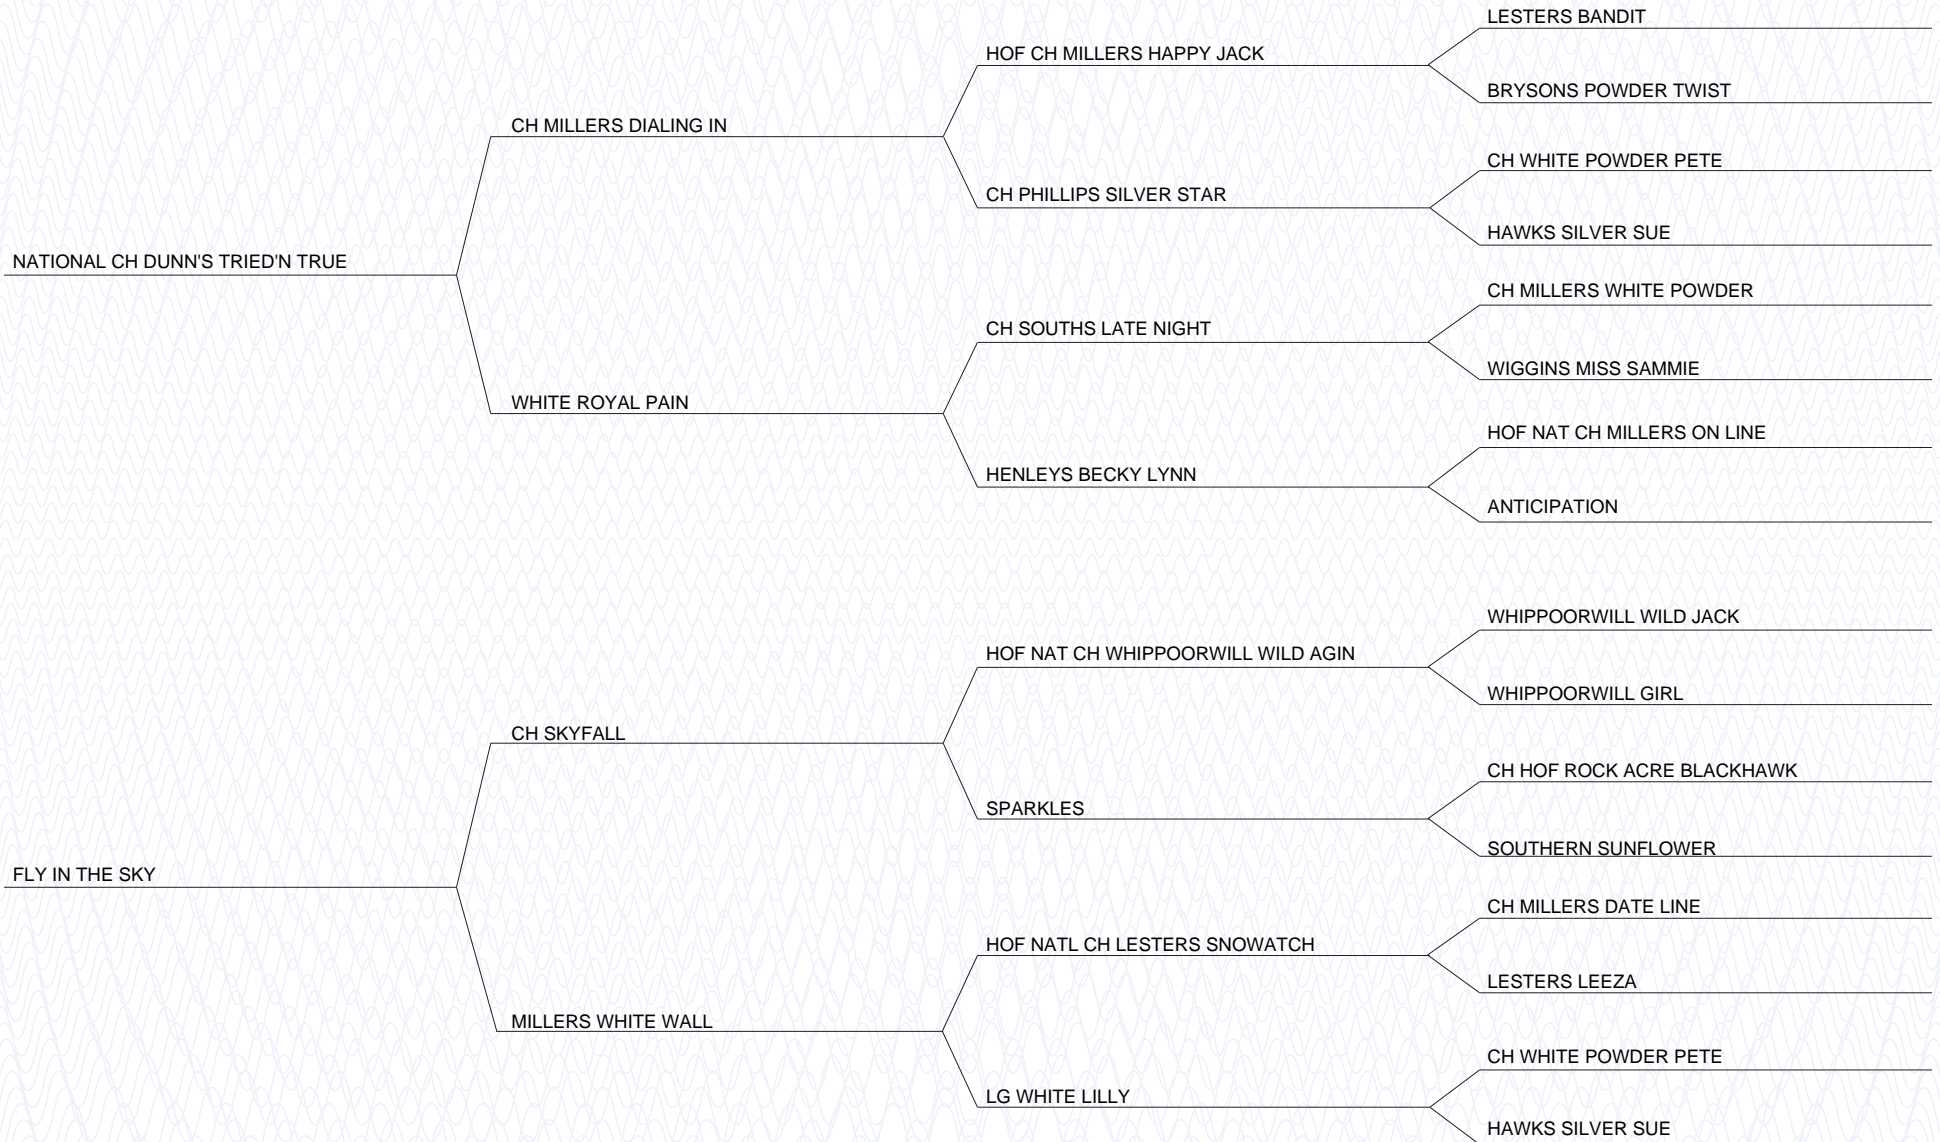 LESTERS BANDIT
HOF CH MILLERS HAPPY JACK
BRYSONS POWDER TWIST
CH MILLERS DIALING IN
CH WHITE POWDER PETE
CH PHILLIPS SILVER STAR
HAWKS SILVER SUE
NATIONAL CH DUNN'S TRIED'N TRUE
CH MILLERS WHITE POWDER
CH SOUTHS LATE NIGHT
WIGGINS MISS SAMMIE
WHITE ROYAL PAIN
HOF NAT CH MILLERS ON LINE
HENLEYS BECKY LYNN
ANTICIPATION
WHIPPOORWILL WILD JACK
HOF NAT CH WHIPPOORWILL WILD AGIN
WHIPPOORWILL GIRL
CH SKYFALL
CH HOF ROCK ACRE BLACKHAWK
SPARKLES
SOUTHERN SUNFLOWER
FLY IN THE SKY
CH MILLERS DATE LINE
HOF NATL CH LESTERS SNOWATCH
LESTERS LEEZA
MILLERS WHITE WALL
CH WHITE POWDER PETE
LG WHITE LILLY
HAWKS SILVER SUE